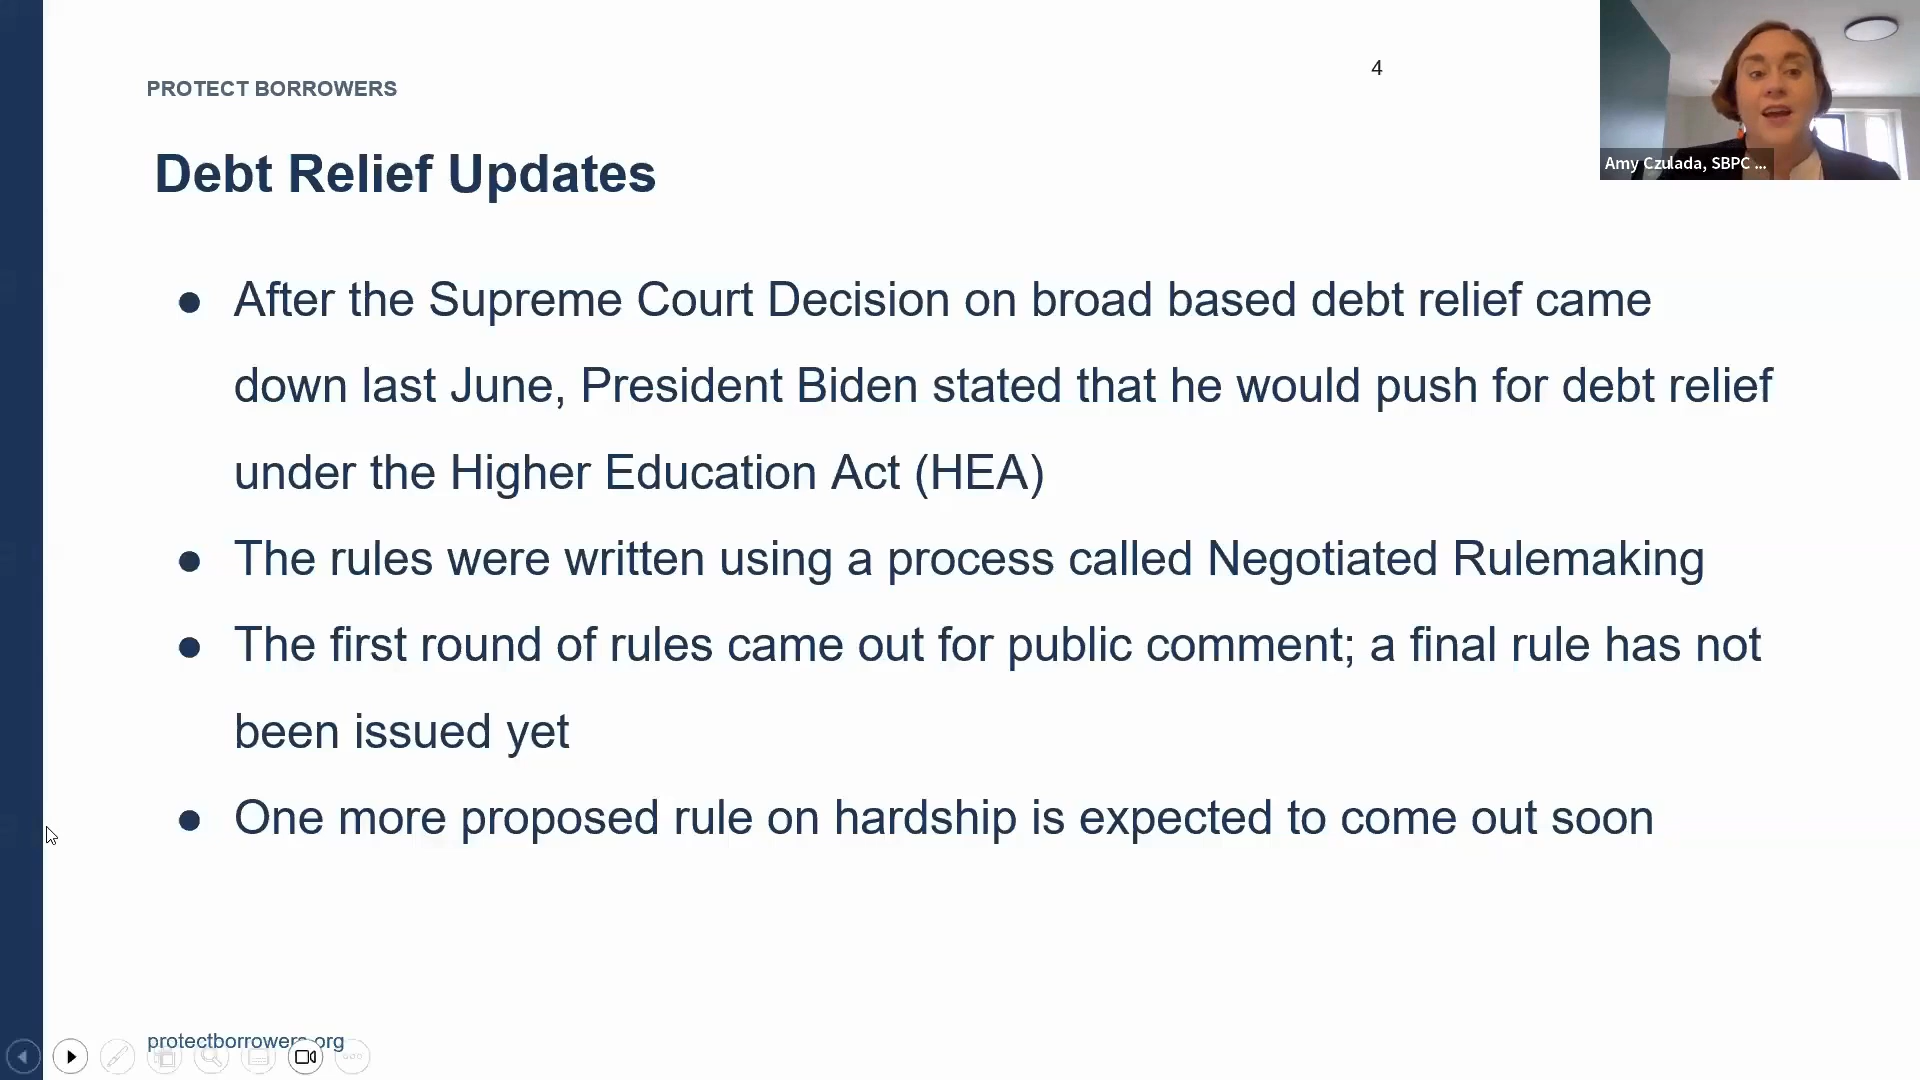 PROTECT BORROWERS
4
Amy Czulada, SBPC ...
Debt Relief Updates
● After the Supreme Court Decision on broad based debt relief came
down last June, President Biden stated that he would push for debt relief
under the Higher Education Act (HEA)
● The rules were written using a process called Negotiated Rulemaking
● The first round of rules came out for public comment; a final rule has not
been issued yet
● One more proposed rule on hardship is expected to come out soon
protectborrowers.org